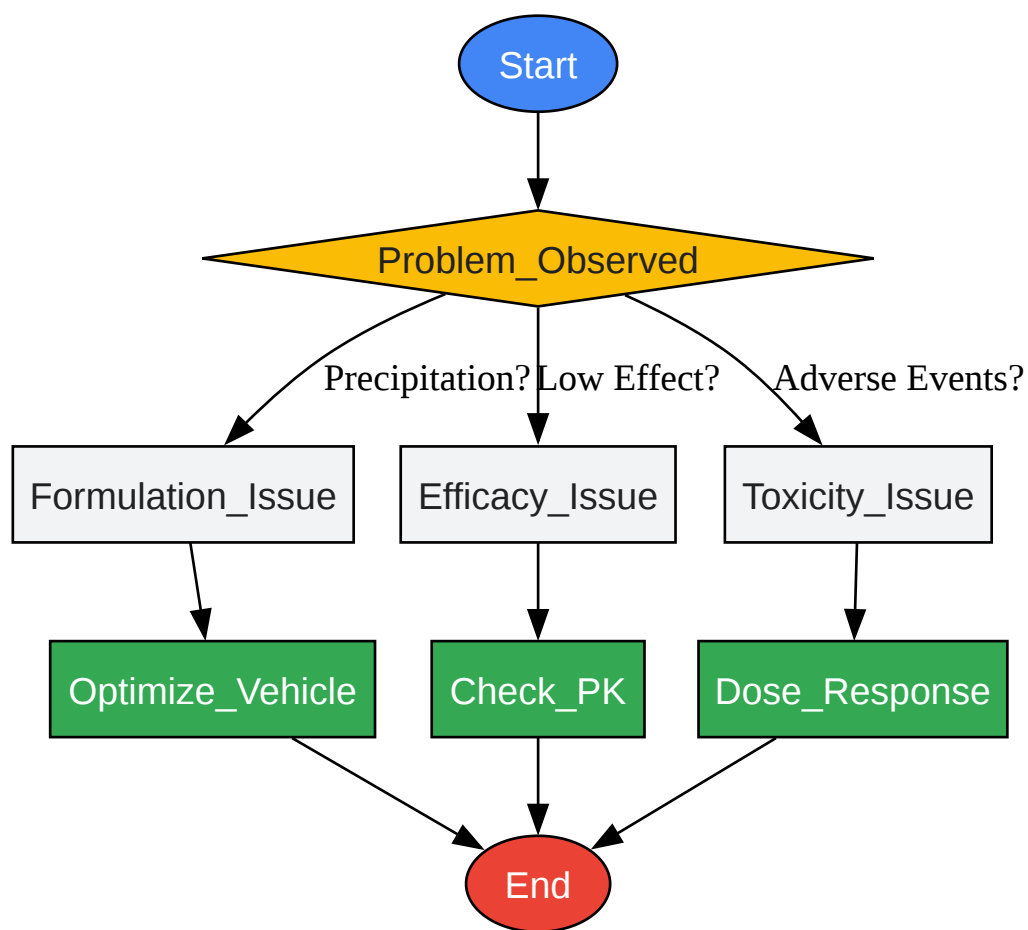 Start
Problem_Observed
Precipitation?
Low Effect?
Adverse Events?
Formulation_Issue
Efficacy_Issue
Toxicity_Issue
Optimize_Vehicle
Check_PK
Dose_Response
End